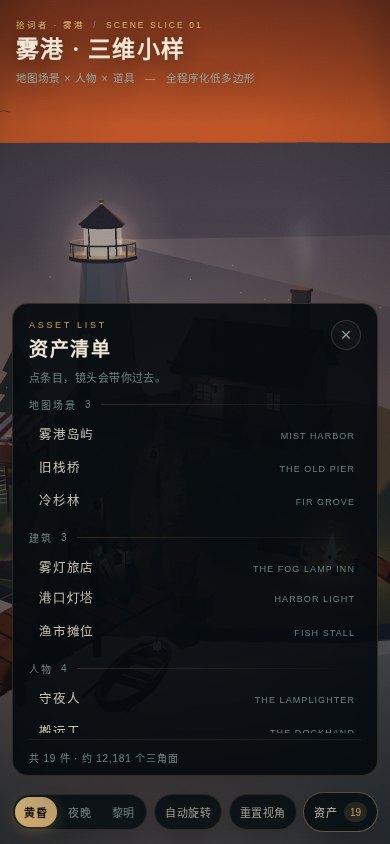 拾词者 · 雾港 / SCENE SLICE 01
雾港 · 三维小样
地图场景 × 人物 × 道具 — 全程序化低多边形
ASSET LIST
资产清单
×
点条目，镜头会带你过去。
地图场景 3
雾港岛屿 MIST HARBOR
旧栈桥 THE OLD PIER
冷杉林 FIR GROVE
建筑 3
雾灯旅店 THE FOG LAMP INN
港口灯塔 HARBOR LIGHT
渔市摊位 FISH STALL
人物 4
守夜人 THE LAMPLIGHTER
搬运工 THE DOCKHAND
共 19 件 · 约 12,181 个三角面
黄昏 夜晚 黎明 自动旋转 重置视角 资产 19